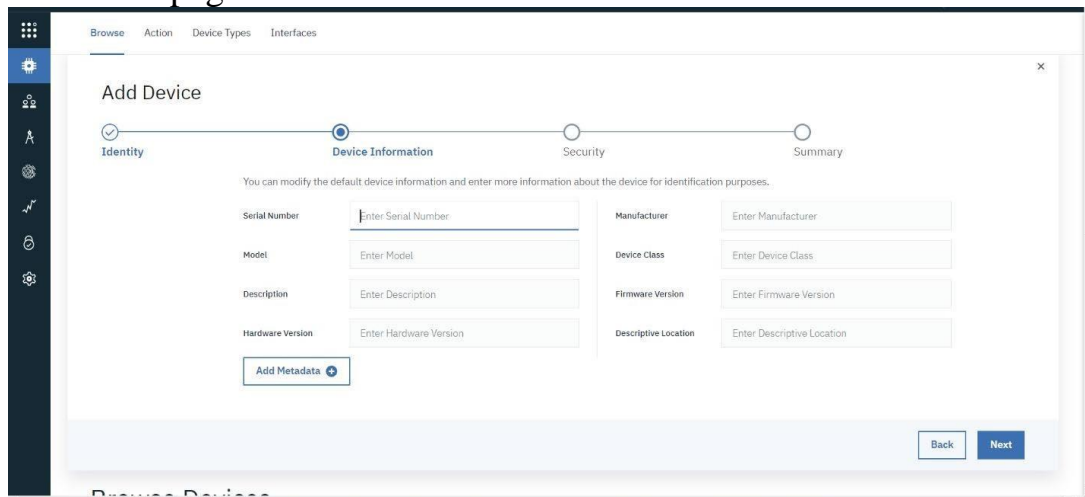 Browse Action Device Types Interfaces
Add Device
Identity Device Information Security Summary
You can modify the default device information and enter more information about the device for identification purposes.
Serial Number Enter Serial Number Manufacturer Enter Manufacturer
Model Enter Model Device Class Enter Device Class
Description Enter Description Firmware Version Enter Firmware Version
Hardware Version Enter Hardware Version Descriptive Location Enter Descriptive Location
Add Metadata
Back Next
Browse Devices